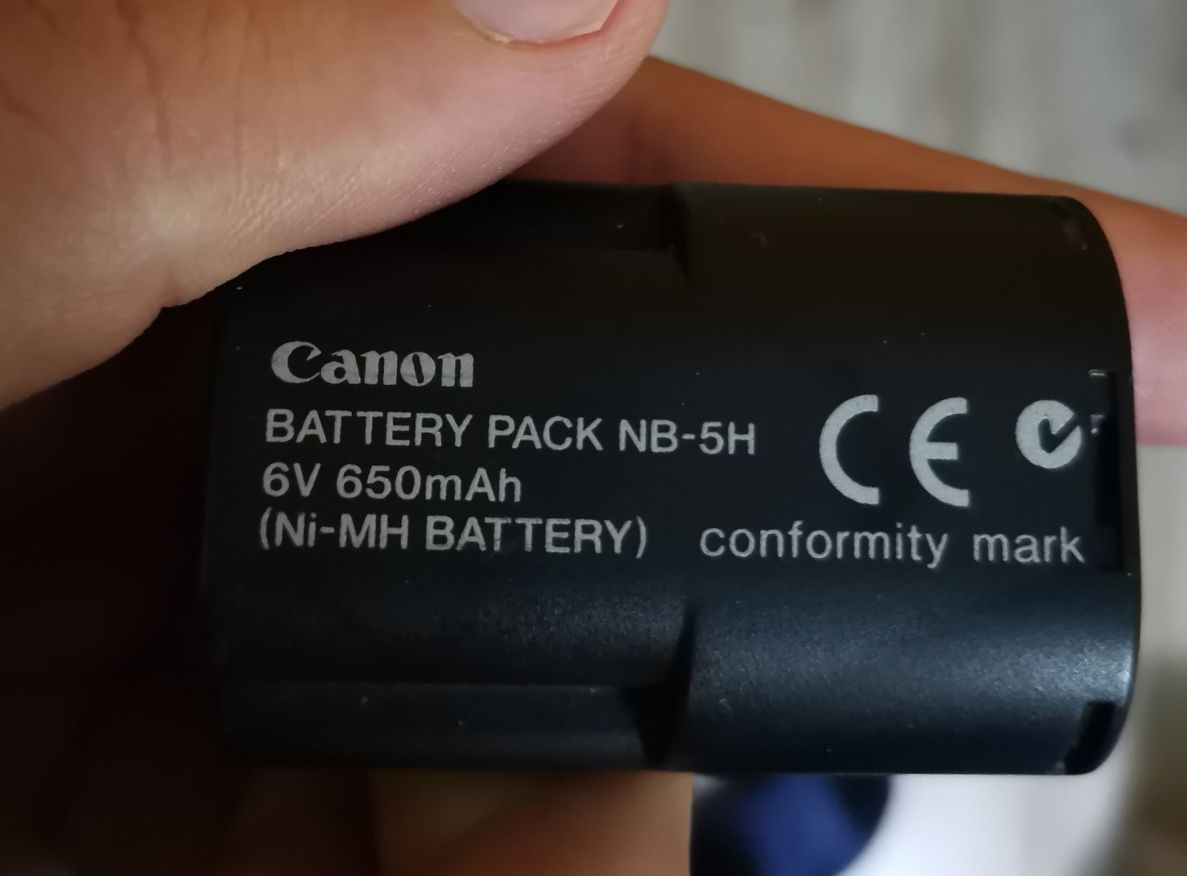 Canon
BATTERY PACK NB-5H
6V 650mAh
(Ni-MH BATTERY)
CE
conformity mark